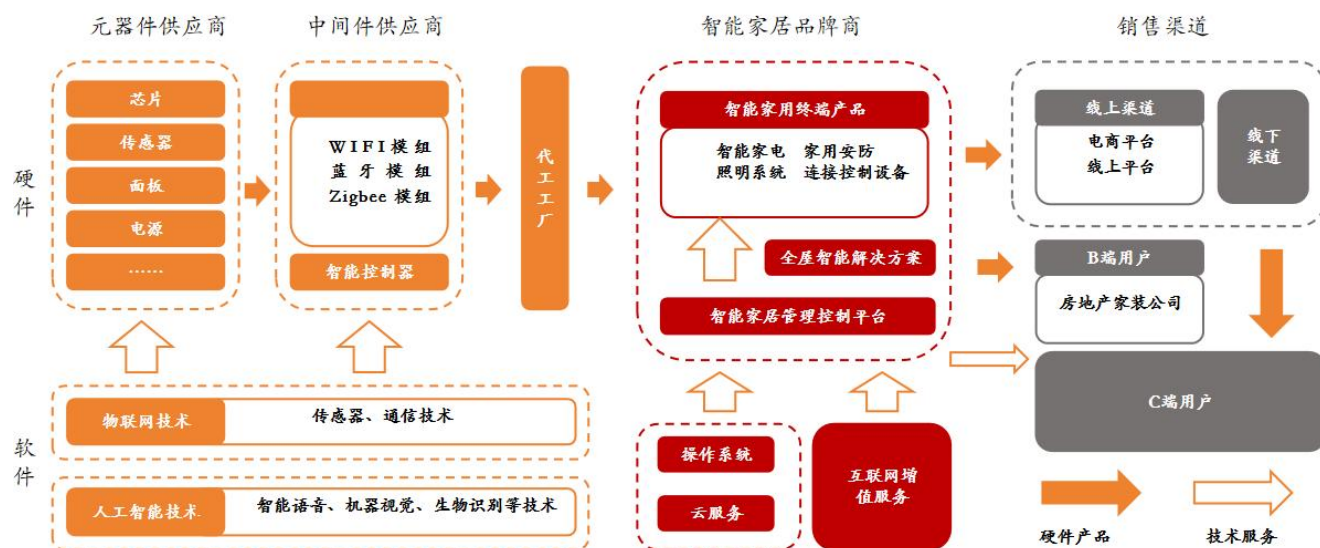 元器件供应商
中间件供应商
智能家居品牌商
销售渠道
硬件
芯片
传感器
面板
电源
……
WIFI模组
蓝牙模组
Zigbee模组
智能控制器
代工工厂
智能家用终端产品
智能家电 家用安防
照明系统 连接控制设备
全屋智能解决方案
智能家居管理控制平台
线上渠道
电商平台
线上平台
线下
渠道
B端用户
房地产家装公司
C端用户
软件
物联网技术
传感器、通信技术
人工智能技术
智能语音、机器视觉、生物识别等技术
操作系统
云服务
互联网增
值服务
硬件产品
技术服务